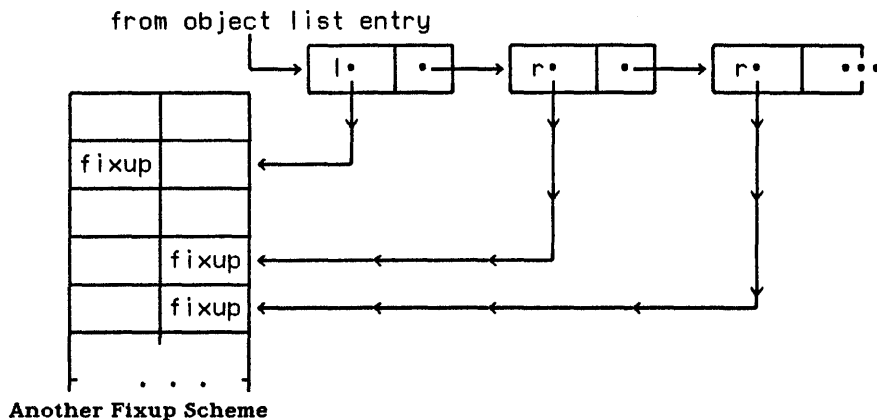 from object list entry
l• • r• • r• •••
fixup
fixup
fixup
. . .
Another Fixup Scheme